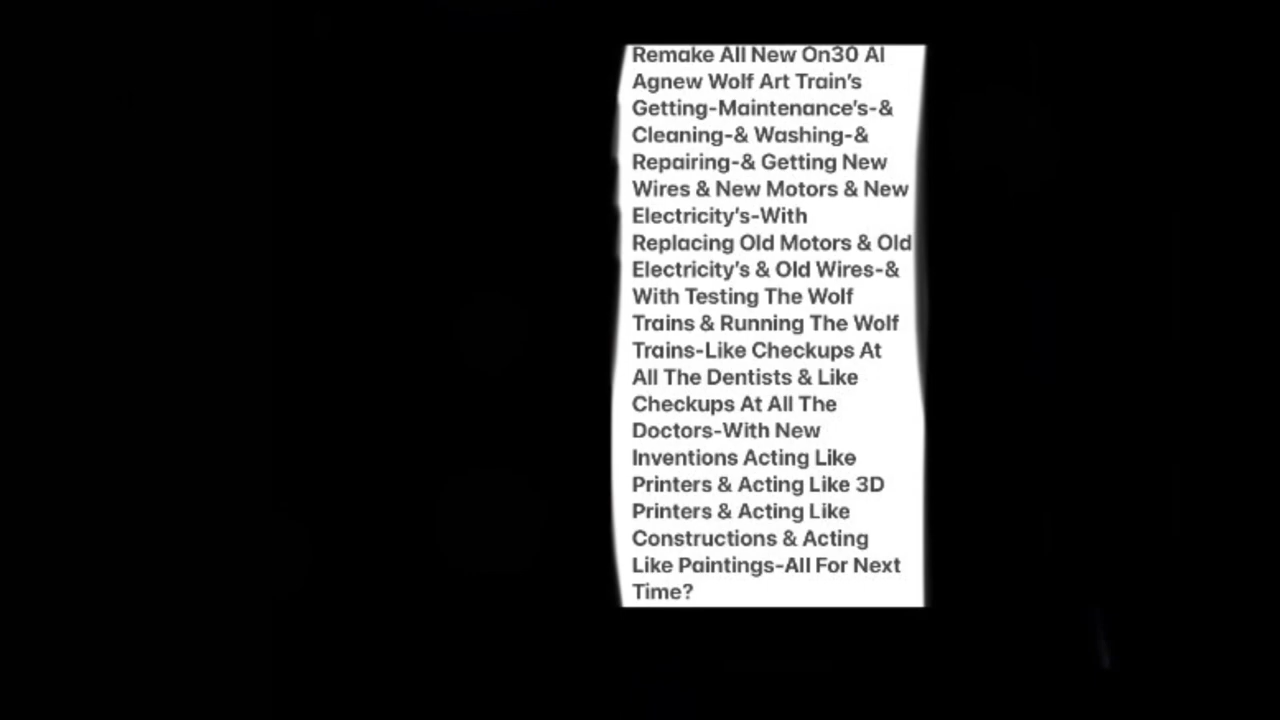 Remake All New On30 Al
Agnew Wolf Art Train's
Getting-Maintenance's-&
Cleaning-& Washing-&
Repairing-& Getting New
Wires & New Motors & New
Electricity's-With
Replacing Old Motors & Old
Electricity's & Old Wires-&
With Testing The Wolf
Trains & Running The Wolf
Trains-Like Checkups At
All The Dentists & Like
Checkups At All The
Doctors-With New
Inventions Acting Like
Printers & Acting Like 3D
Printers & Acting Like
Constructions & Acting
Like Paintings-All For Next
Time?